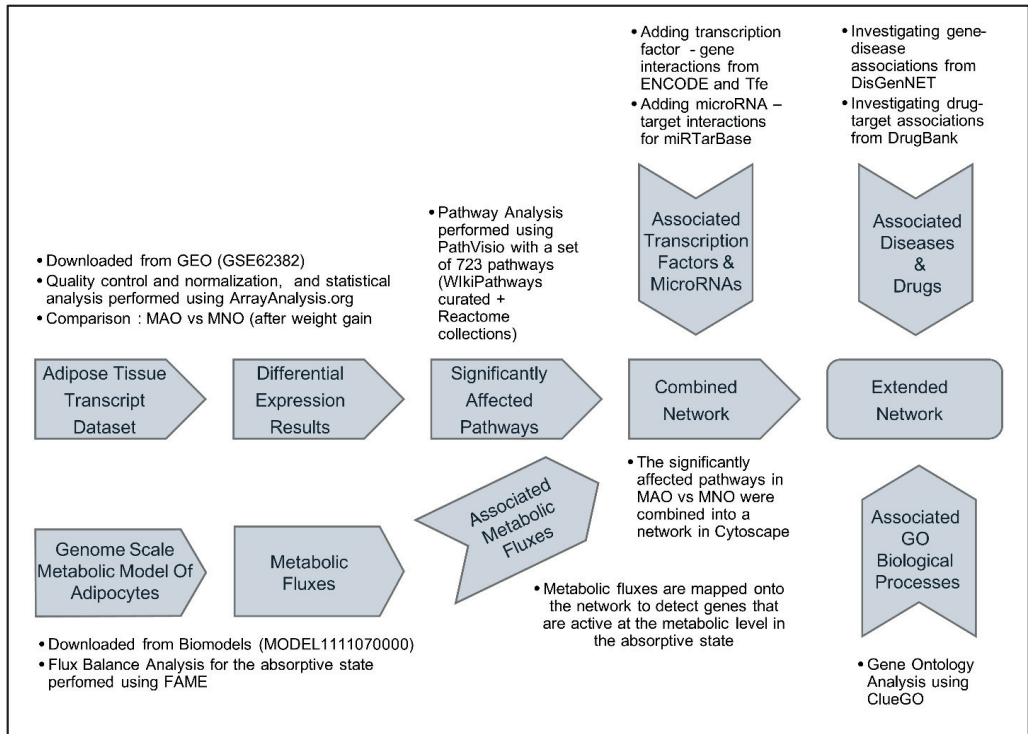 • Adding transcription
factor - gene
interactions from
ENCODE and Tfe
• Adding microRNA –
target interactions
for miRTarBase
• Investigating gene-
disease
associations from
DisGenNET
• Investigating drug-
target associations
from DrugBank
Associated
Transcription
Factors &
MicroRNAs
Associated
Diseases
&
Drugs
• Pathway Analysis
performed using
PathVisio with a set
of 723 pathways
(WIkiPathways
curated +
Reactome
collections)
• Downloaded from GEO (GSE62382)
• Quality control and normalization, and statistical
analysis performed using ArrayAnalysis.org
• Comparison : MAO vs MNO (after weight gain
Adipose Tissue
Transcript
Dataset
Differential
Expression
Results
Significantly
Affected
Pathways
Combined
Network
Extended
Network
• The significantly
affected pathways in
MAO vs MNO were
combined into a
network in Cytoscape
Associated
Metabolic
Fluxes
Genome Scale
Metabolic Model Of
Adipocytes
Metabolic
Fluxes
Associated
GO
Biological
Processes
• Metabolic fluxes are mapped onto
the network to detect genes that
are active at the metabolic level in
the absorptive state
• Downloaded from Biomodels (MODEL1111070000)
• Flux Balance Analysis for the absorptive state
perfomed using FAME
• Gene Ontology
Analysis using
ClueGO